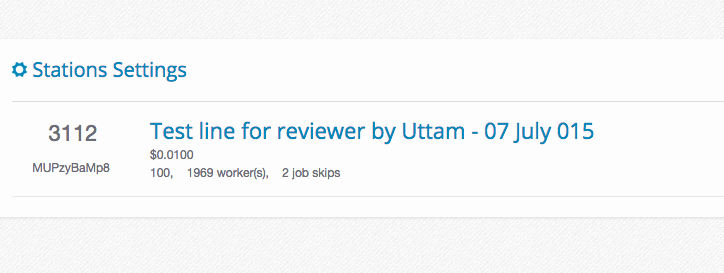 Stations Settings
3112
MUPzyBaMp8
Test line for reviewer by Uttam - 07 July 015
$0.0100
100, 1969 worker(s), 2 job skips